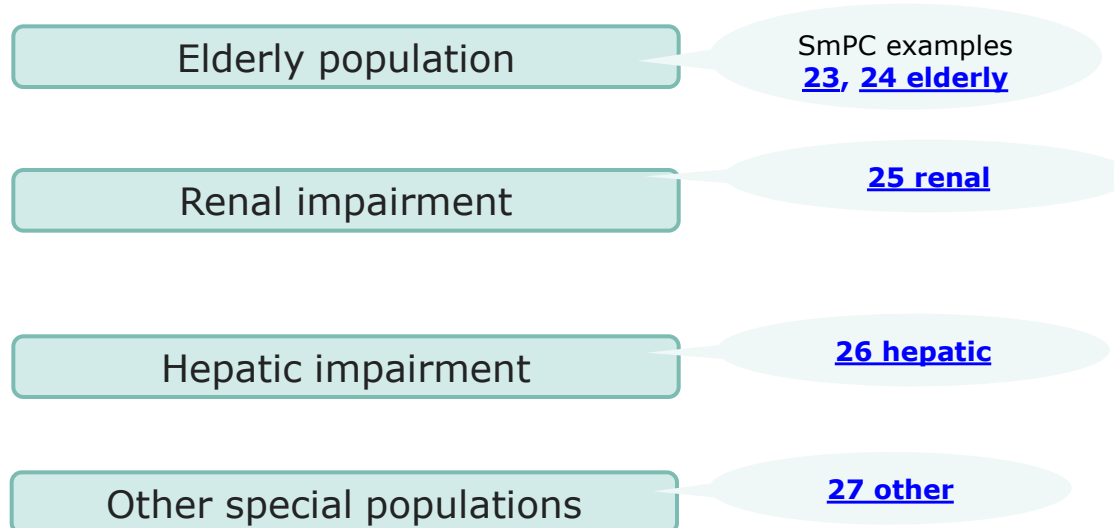 Elderly population
SmPC examples
23, 24 elderly
Renal impairment
25 renal
Hepatic impairment
26 hepatic
Other special populations
27 other